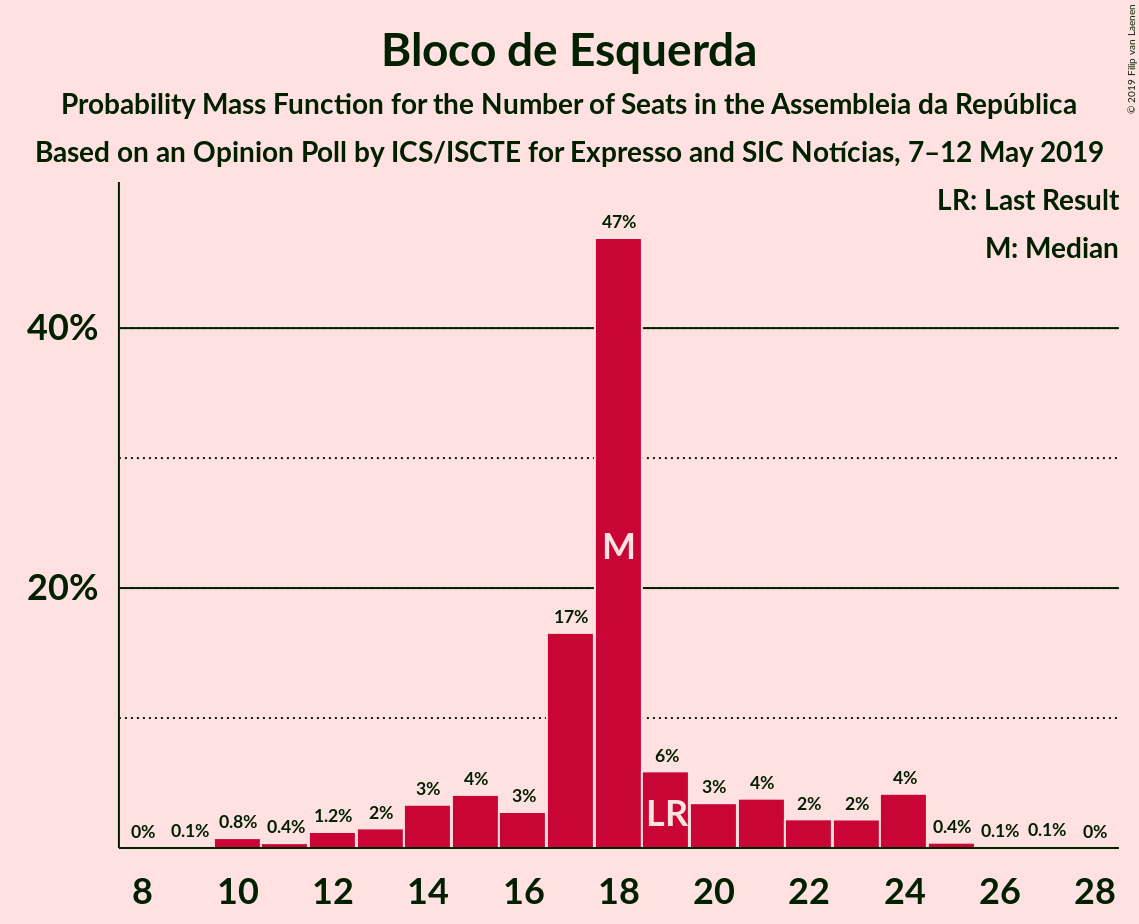 Bloco de Esquerda
Probability Mass Function for the Number of Seats in the Assembleia da República
Based on an Opinion Poll by ICS/ISCTE for Expresso and SIC Notícias, 7–12 May 2019
© 2019 Filip van Laenen
LR: Last Result
M: Median
40%
20%
0% 0.1% 0.8% 0.4% 1.2% 2% 3% 4% 3% 17% 47% 6% 3% 4% 2% 2% 4% 0.4% 0.1% 0.1% 0%
M
LR
8 10 12 14 16 18 20 22 24 26 28